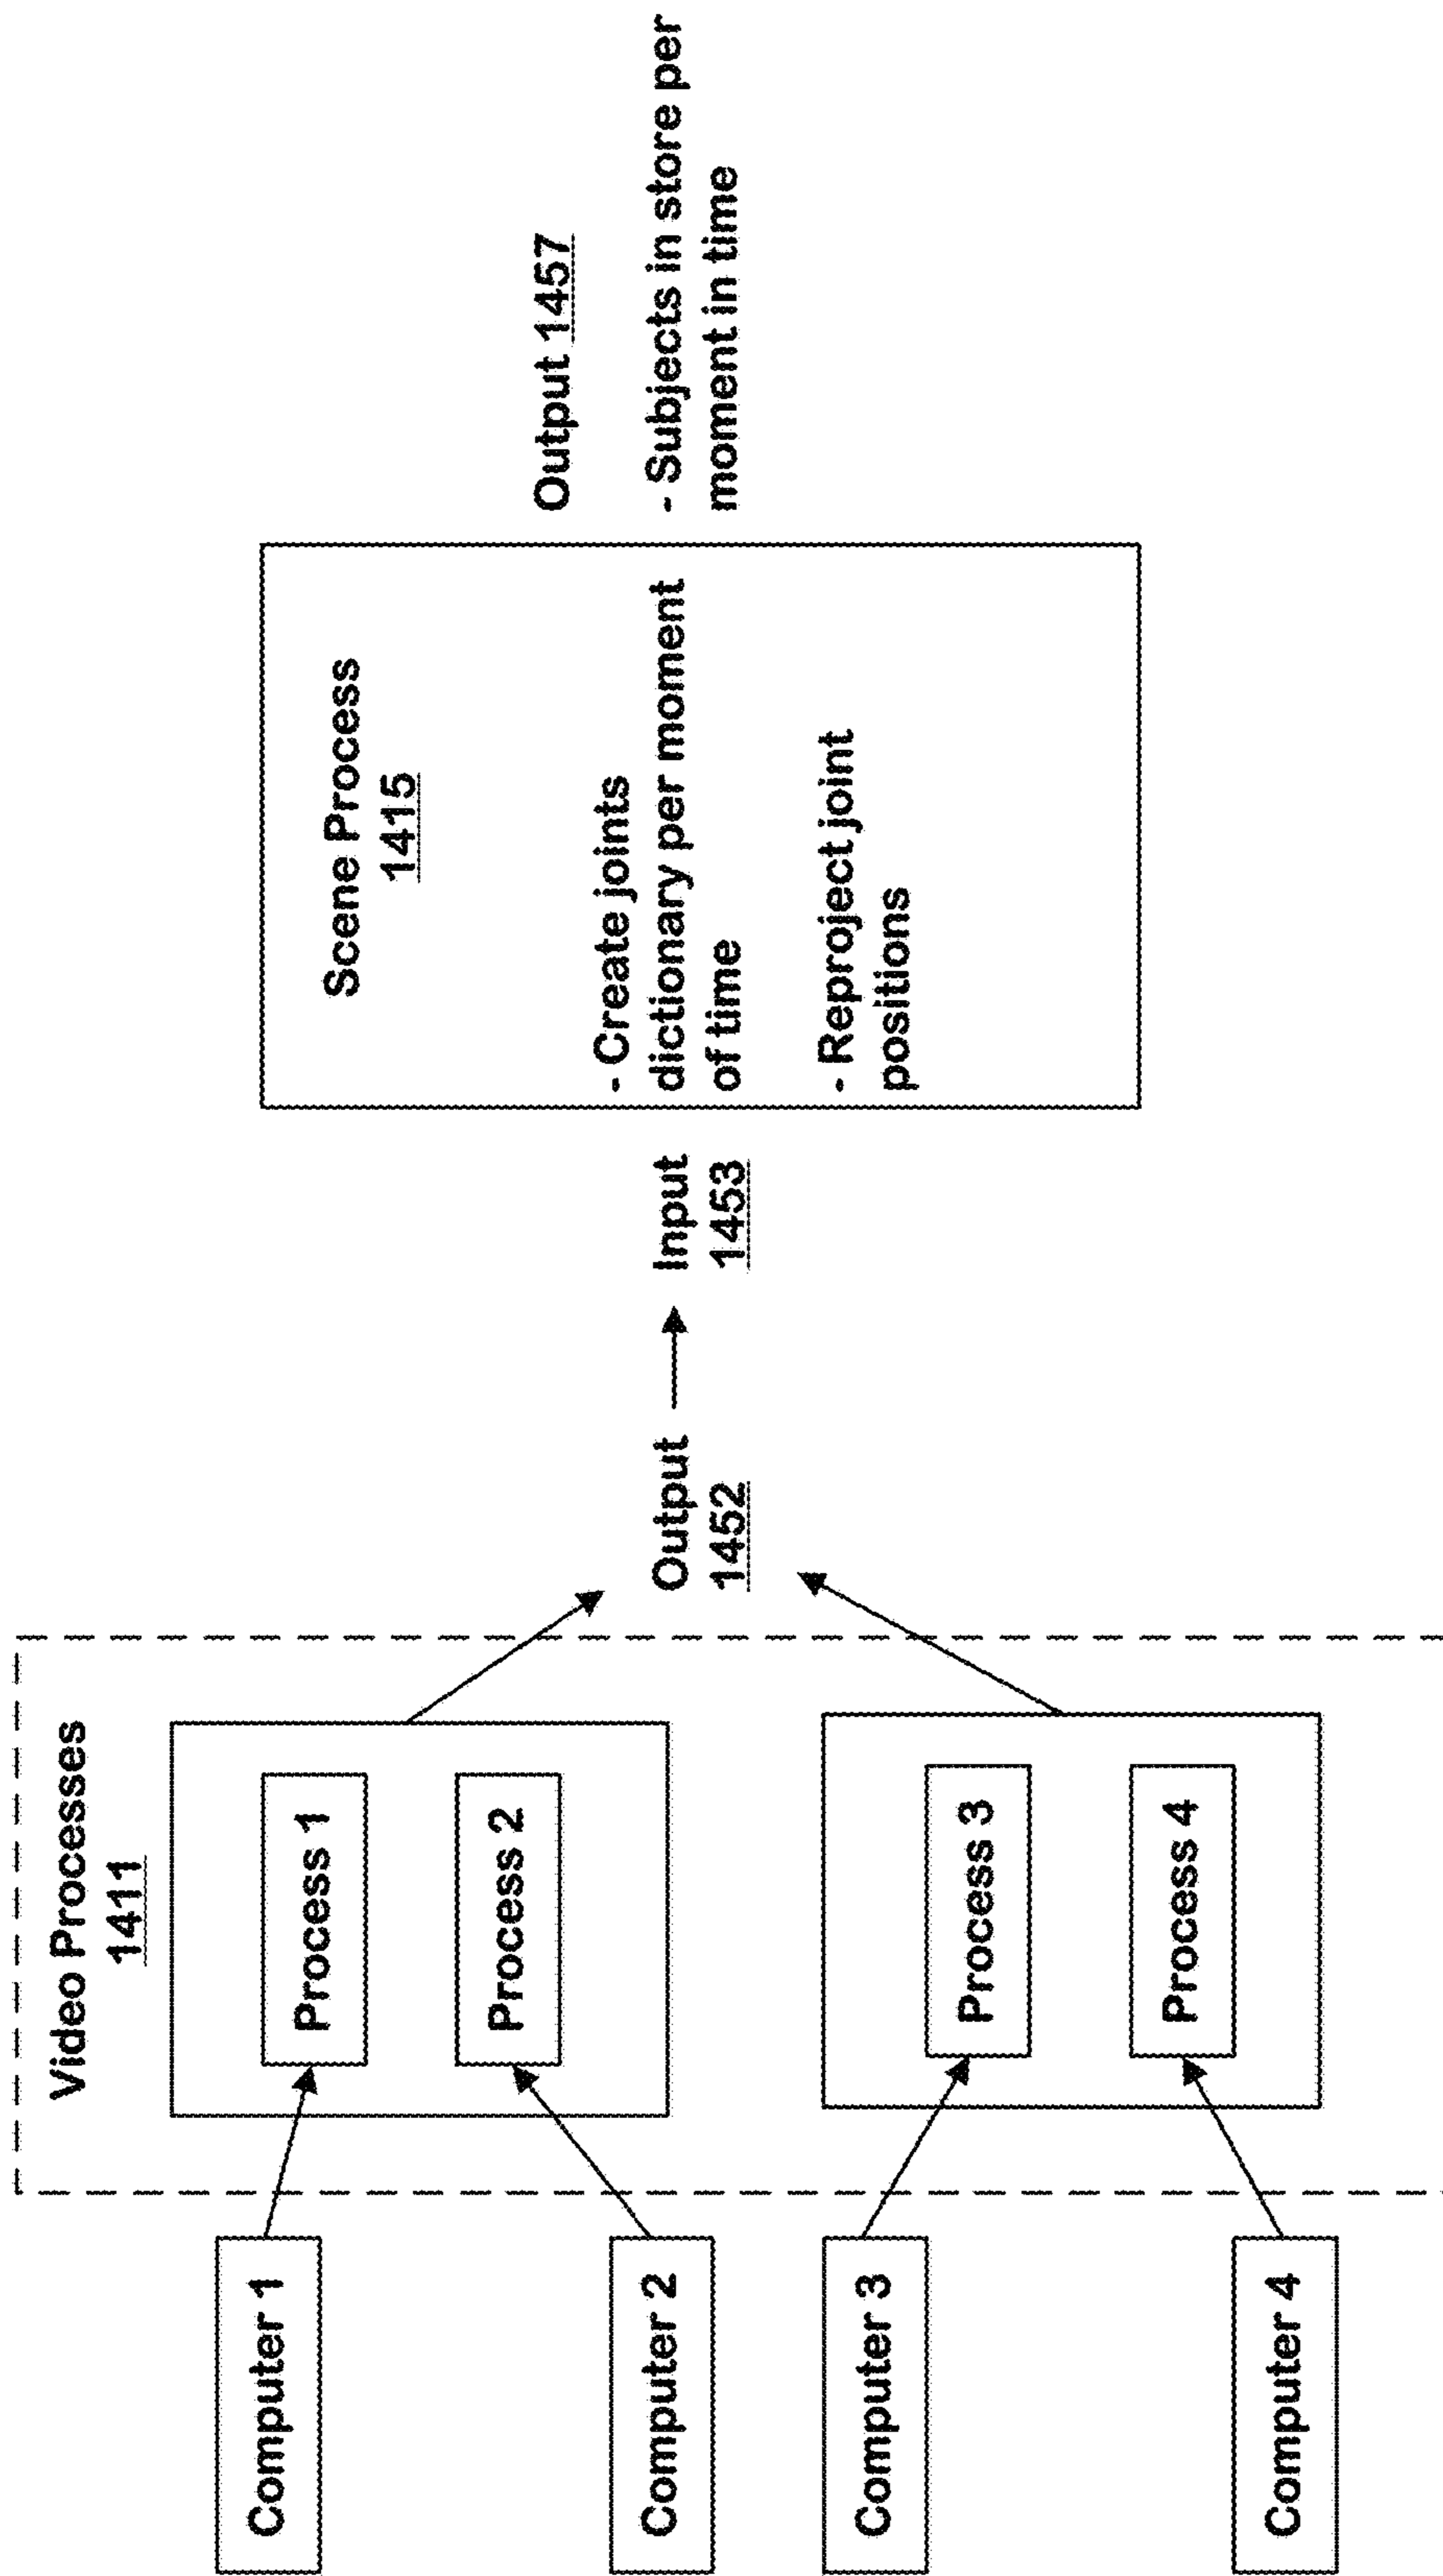 Computer 1
Computer 2
Computer 3
Computer 4
Video Processes
1411
Process 1
Process 2
Process 3
Process 4
Output
1452
Input
1453
Scene Process
1415
- Create joints
dictionary per moment
of time
- Reproject joint
positions
Output 1457
- Subjects in store per
moment in time